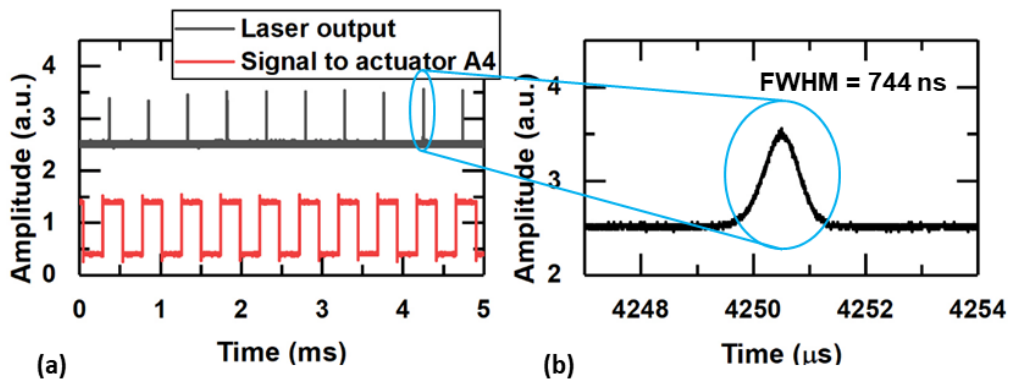 Laser output
Signal to actuator A4
Amplitude (a.u.)
4
3
2
1
0
0 1 2 3 4 5
Time (ms)
(a)
FWHM = 744 ns
Amplitude (a.u.)
4
3
2
4248 4250 4252 4254
Time (μs)
(b)